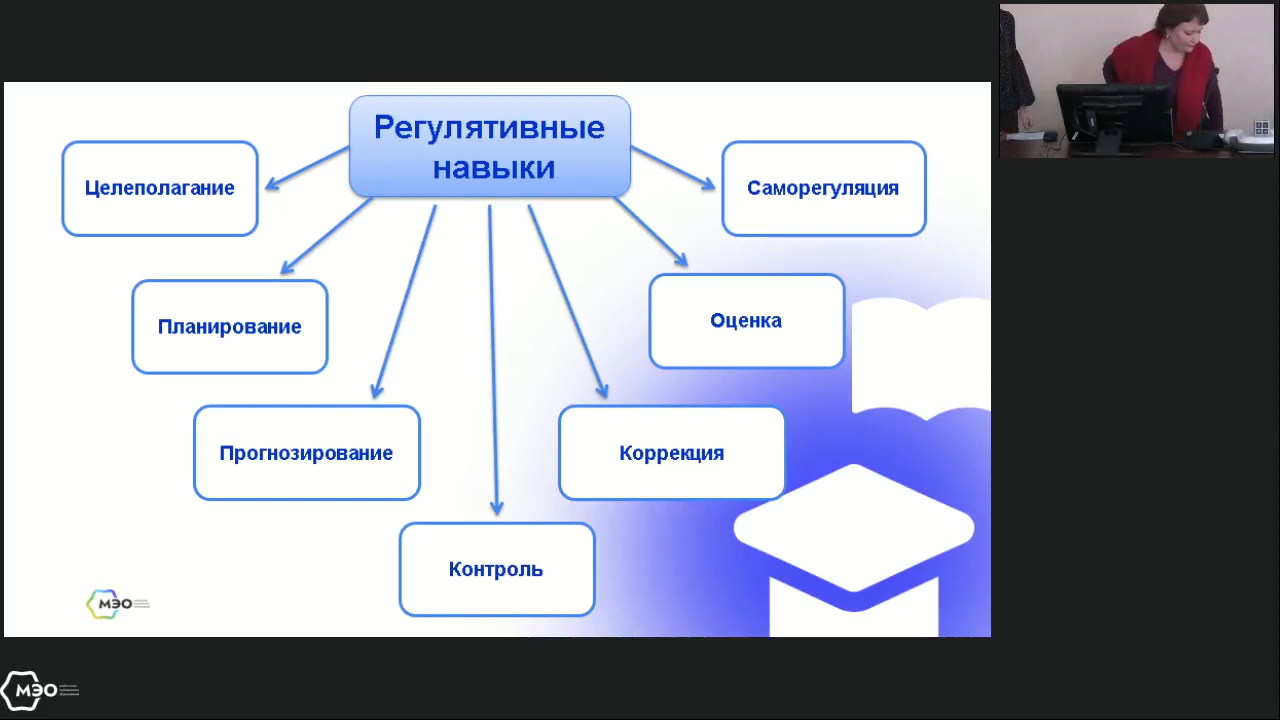 Регулятивные
навыки
Целеполагание
Саморегуляция
Планирование
Оценка
Прогнозирование
Коррекция
Контроль
МЭО
МЭО